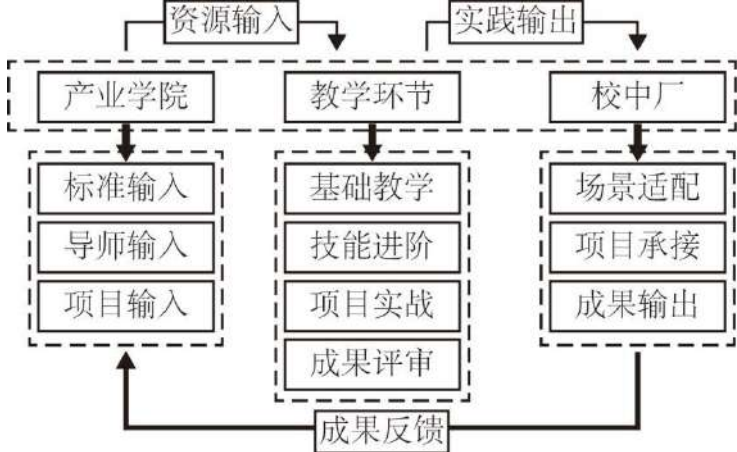 资源输入
实践输出
产业学院
教学环节
校中厂
标准输入
导师输入
项目输入
基础教学
技能进阶
项目实战
成果评审
场景适配
项目承接
成果输出
成果反馈